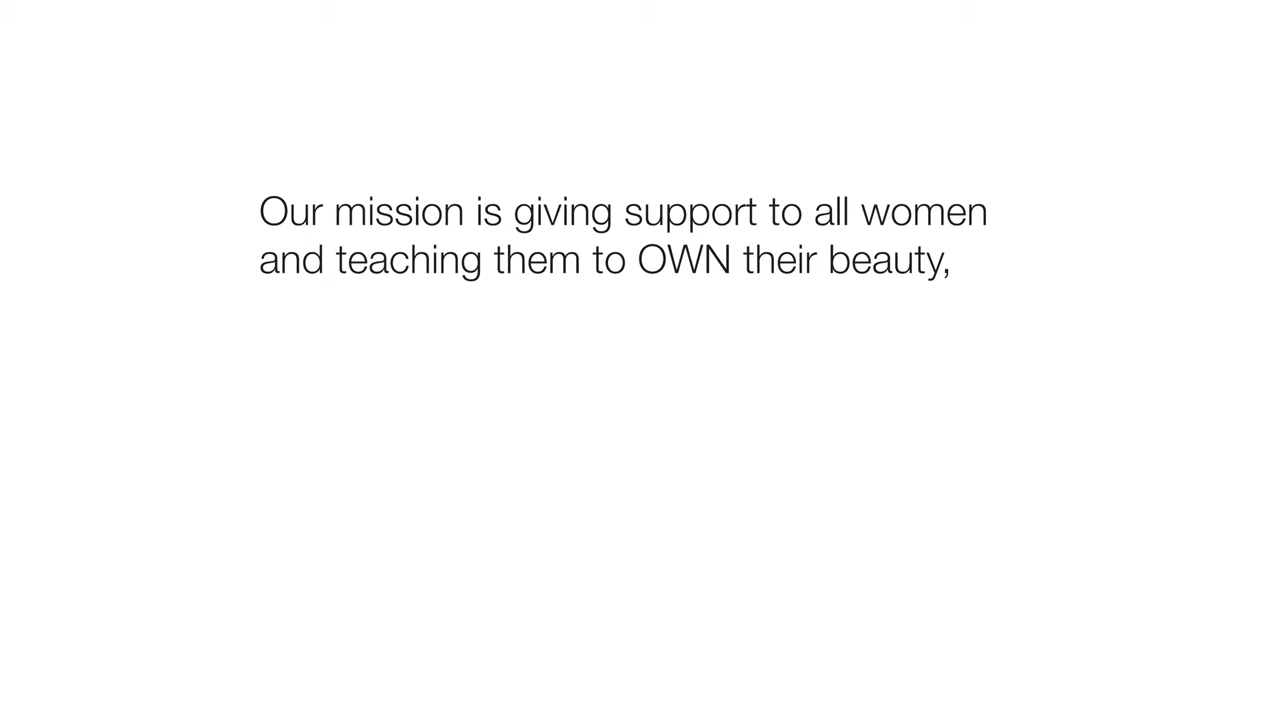 Our mission is giving support to all women
and teaching them to OWN their beauty,